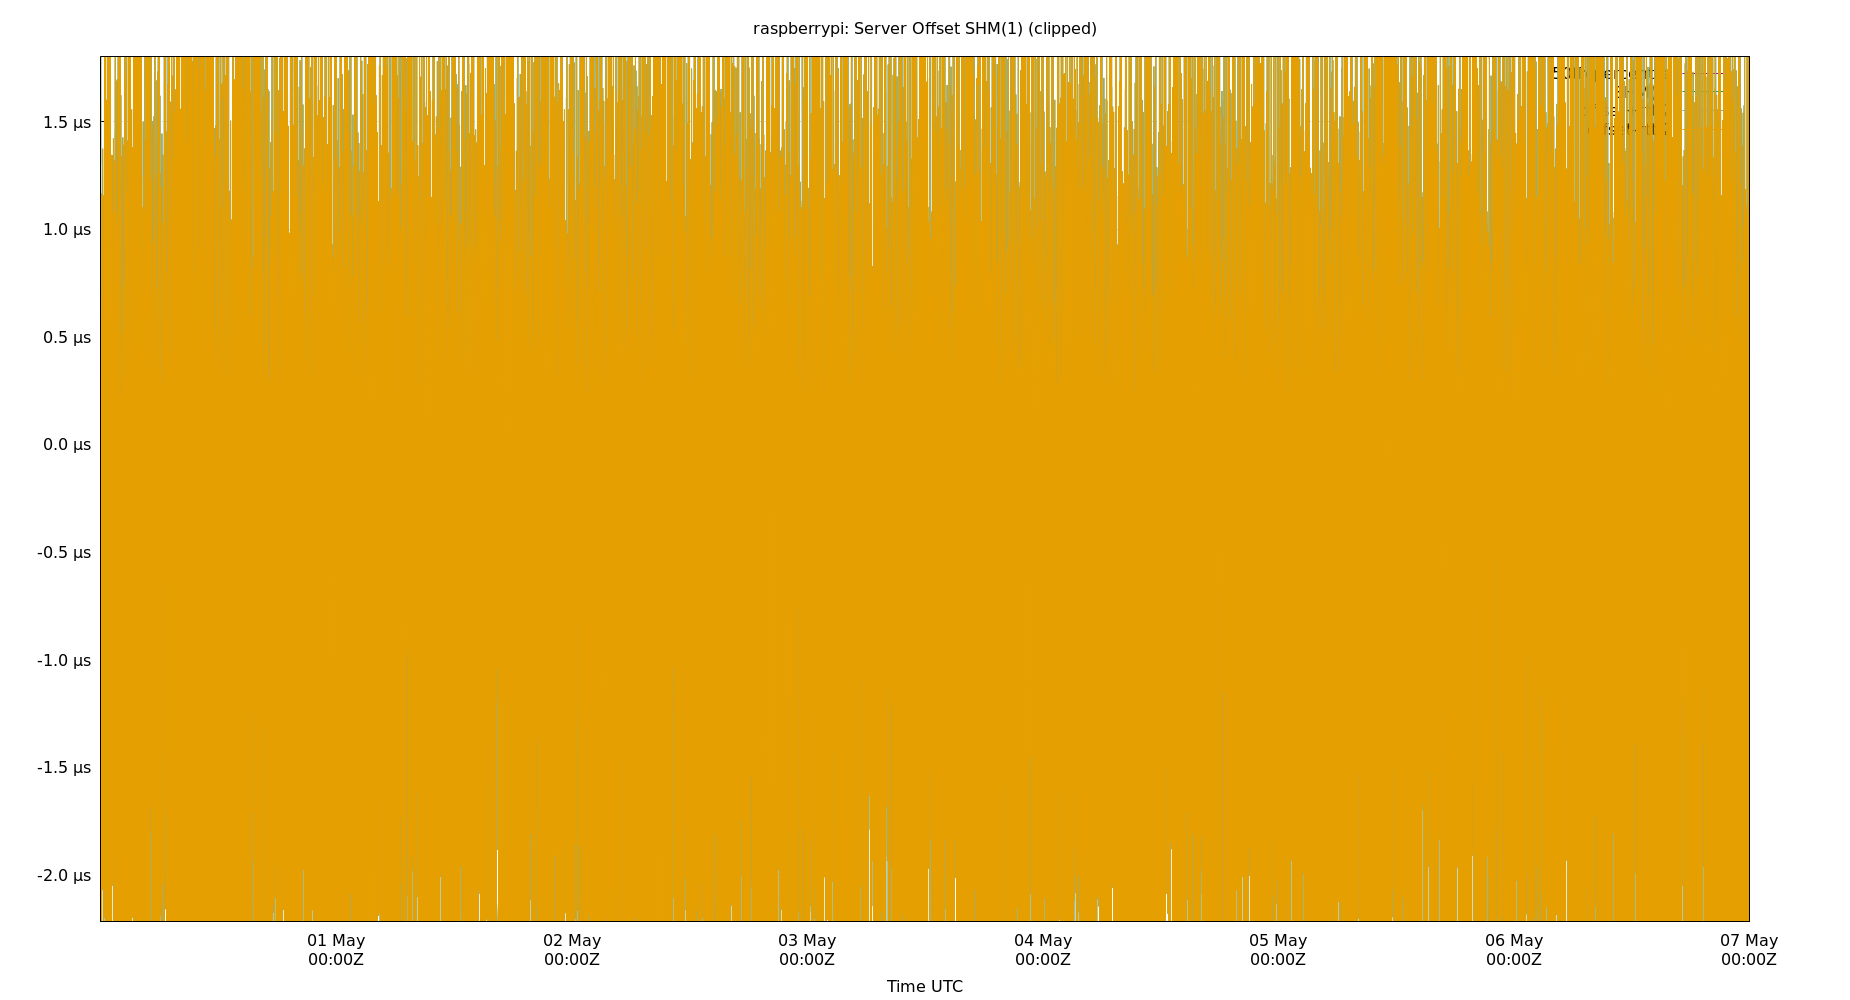 raspberrypi: Server Offset SHM(1) (clipped)
1.5 µs
1.0 µs
0.5 µs
0.0 µs
-0.5 µs
-1.0 µs
-1.5 µs
-2.0 µs
01 May
00:00Z
02 May
00:00Z
03 May
00:00Z
04 May
00:00Z
05 May
00:00Z
06 May
00:00Z
07 May
00:00Z
Time UTC